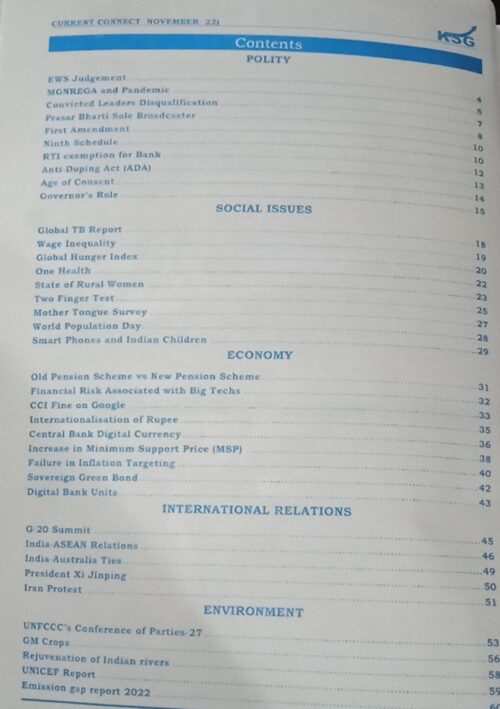 CURRENT CONNECT NOVEMBER 22)
KSG
Contents
POLITY
EWS Judgement 4
MGNREGA and Pandemic 5
Convicted Leaders Disqualification 7
Prasar Bharti Sole Broadcaster 8
First Amendment 10
Ninth Schedule 10
RTI exemption for Bank 12
Anti-Doping Act (ADA) 13
Age of Consent 14
Governor's Role 15
SOCIAL ISSUES
Global TB Report 18
Wage Inequality 19
Global Hunger Index 20
One Health 22
State of Rural Women 23
Two Finger Test 25
Mother Tongue Survey 27
World Population Day 28
Smart Phones and Indian Children 29
ECONOMY
Old Pension Scheme vs New Pension Scheme 31
Financial Risk Associated with Big Techs 32
CCI Fine on Google 33
Internationalisation of Rupee 35
Central Bank Digital Currency 36
Increase in Minimum Support Price (MSP) 38
Failure in Inflation Targeting 40
Sovereign Green Bond 42
Digital Bank Units 43
INTERNATIONAL RELATIONS
G-20 Summit 45
India-ASEAN Relations 46
India-Australia Ties 49
President Xi Jinping 50
Iran Protest 51
ENVIRONMENT
UNFCCC's Conference of Parties-27 53
GM Crops 56
Rejuvenation of Indian rivers 58
UNICEF Report 59
Emission gap report 2022